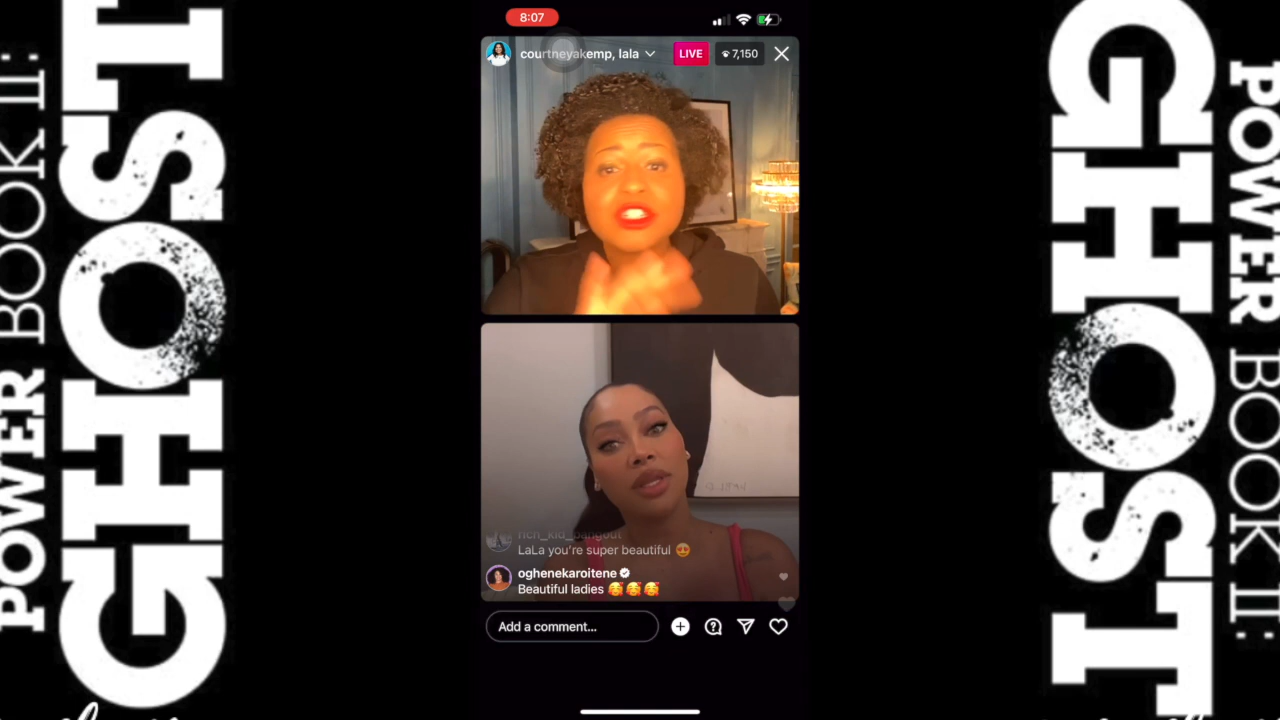 POWER BOOK II:
GHOST
8:07
courtneyakemp, lala
LIVE
7,150
rich_kid_bangout
LaLa you're super beautiful 😍
oghenekaroitene
Beautiful ladies 🥰🥰🥰
Add a comment...
GHOST
POWER BOOK II: